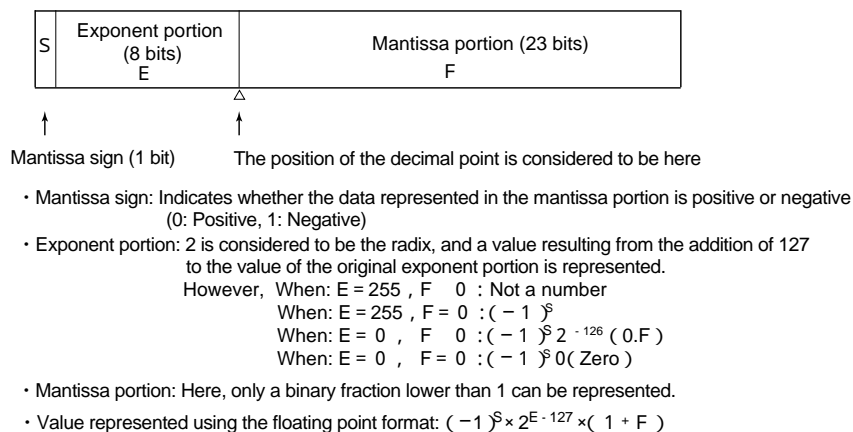 S
Exponent portion
(8 bits)
E
Mantissa portion (23 bits)
F
Mantissa sign (1 bit)
The position of the decimal point is considered to be here
・Mantissa sign: Indicates whether the data represented in the mantissa portion is positive or negative
(0: Positive, 1: Negative)
・Exponent portion: 2 is considered to be the radix, and a value resulting from the addition of 127
to the value of the original exponent portion is represented.
However, When: E = 255 , F 0 : Not a number
When: E = 255 , F = 0 : ( − 1 )ˢ
When: E = 0 , F 0 : ( − 1 )ˢ 2 ⁻¹²⁶ ( 0.F )
When: E = 0 , F = 0 : ( − 1 )ˢ 0( Zero )
・Mantissa portion: Here, only a binary fraction lower than 1 can be represented.
・Value represented using the floating point format: ( −1 )ˢ × 2ᴱ⁻¹²⁷ ×( 1 + F )